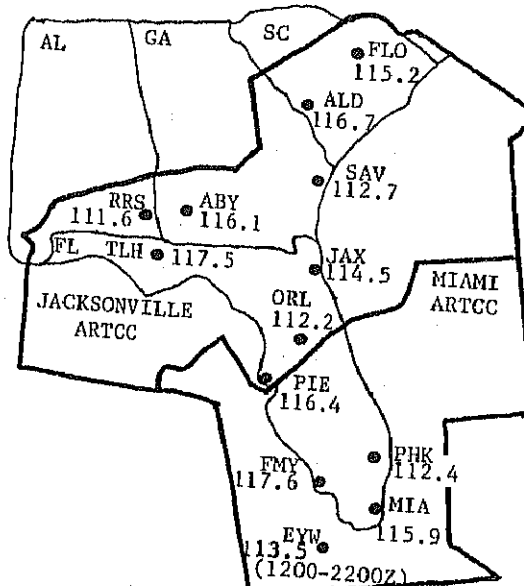 AL
GA
SC
FLO
115.2
ALD
116.7
SAV
112.7
RRS
111.6
ABY
116.1
FL
TLH
117.5
JAX
114.5
MIAMI
ARTCC
JACKSONVILLE
ARTCC
ORL
112.2
PIE
116.4
PHK
112.4
FMY
117.6
MIA
115.9
EYW
113.5
(1200-2200Z)